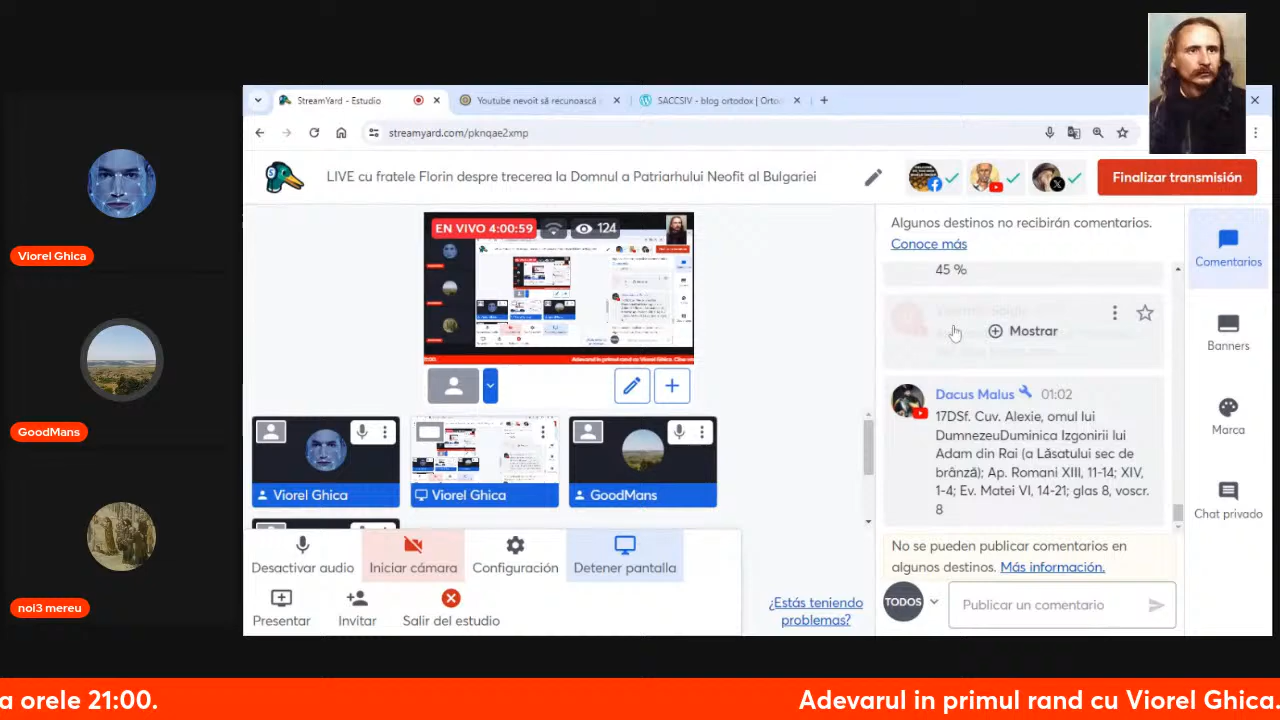 StreamYard - Estudio
Youtube nevoit să recunoască
SACCSIV - blog ortodox | Orto
streamyard.com/pknqae2xmp
LIVE cu fratele Florin despre trecerea la Domnul a Patriarhului Neofit al Bulgariei
Finalizar transmisión
EN VIVO 4:00:59
124
Algunos destinos no recibirán comentarios.
Conoce más
45 %
Mostrar
Dacus Malus 01:02
17DSf. Cuv. Alexie, omul lui
DumnezeuDuminica Izgonirii lui
Adam din Rai (a Lăsatului sec de
brânză); Ap. Romani XIII, 11-14; XIV,
1-4; Ev. Matei VI, 14-21; glas 8, voscr.
8
No se pueden publicar comentarios en
algunos destinos. Más información.
TODOS
Publicar un comentario
Comentarios
Banners
Marca
Chat privado
Viorel Ghica
GoodMans
noi3 mereu
Viorel Ghica
Viorel Ghica
GoodMans
Desactivar audio
Iniciar cámara
Configuración
Detener pantalla
Presentar
Invitar
Salir del estudio
¿Estás teniendo
problemas?
a orele 21:00.
Adevarul in primul rand cu Viorel Ghica.